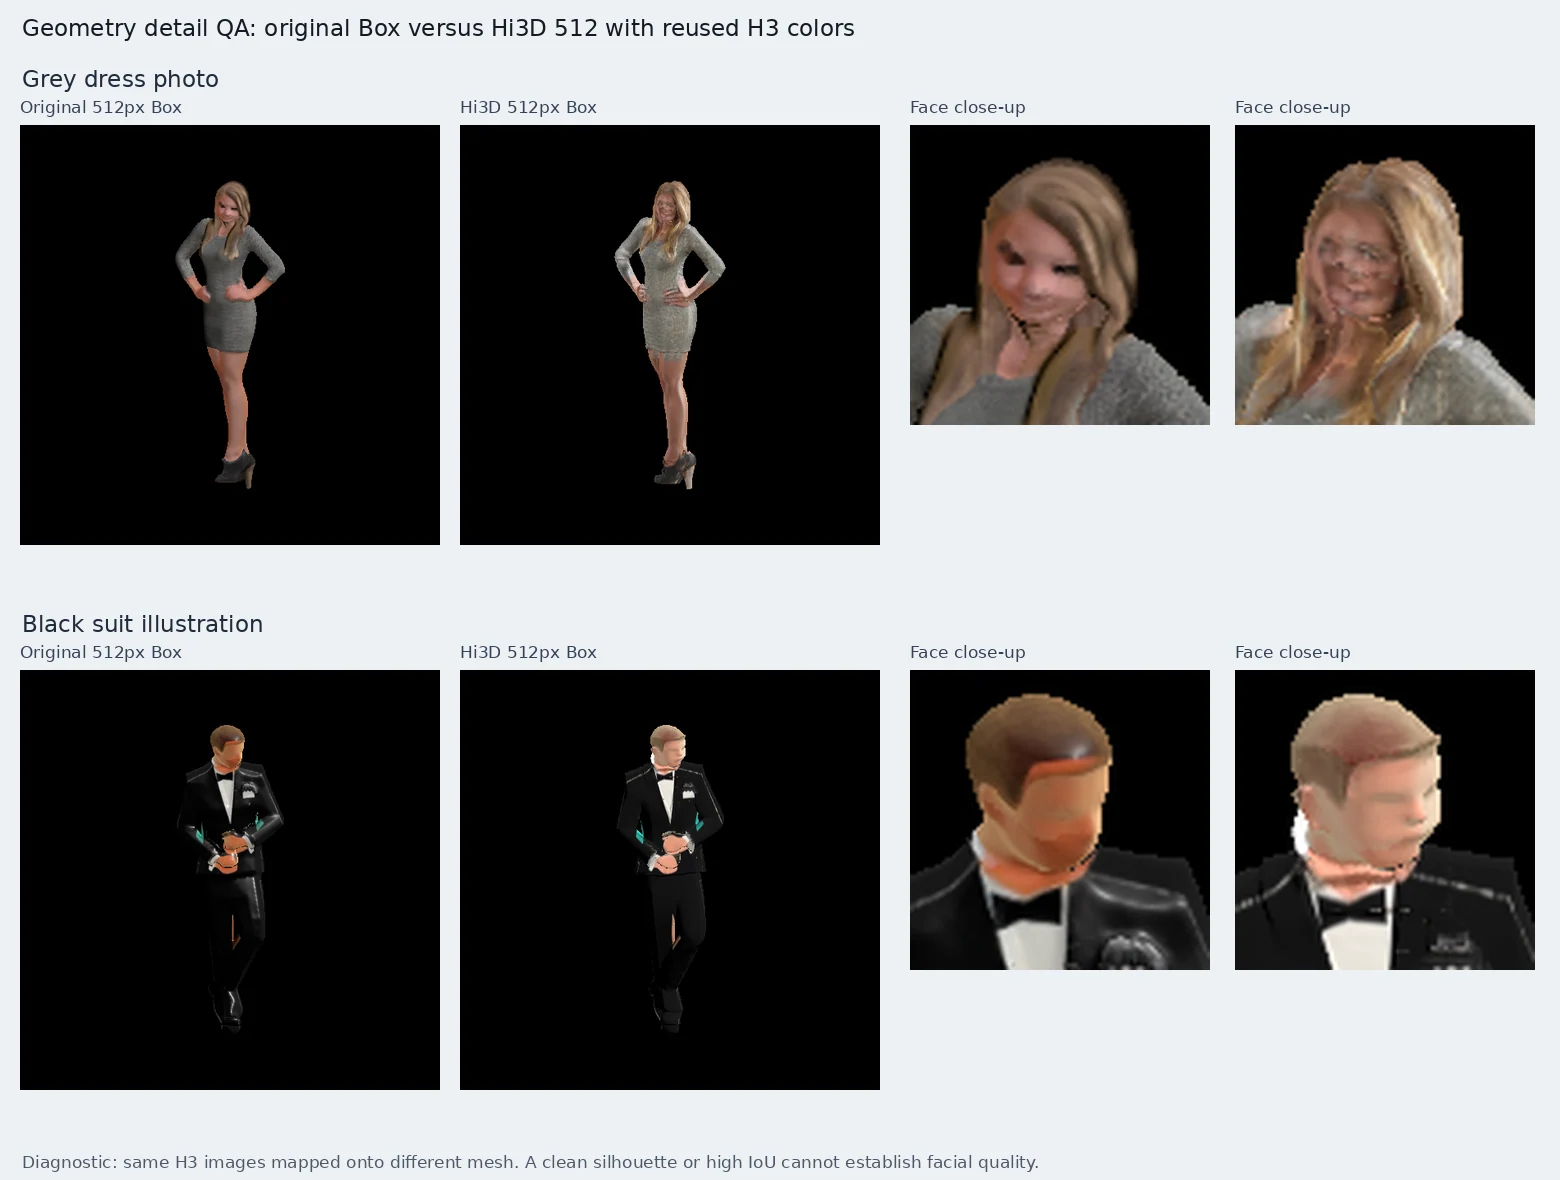 Geometry detail QA: original Box versus Hi3D 512 with reused H3 colors
Grey dress photo
Original 512px Box
Hi3D 512px Box
Face close-up
Face close-up
Black suit illustration
Original 512px Box
Hi3D 512px Box
Face close-up
Face close-up
Diagnostic: same H3 images mapped onto different mesh. A clean silhouette or high IoU cannot establish facial quality.